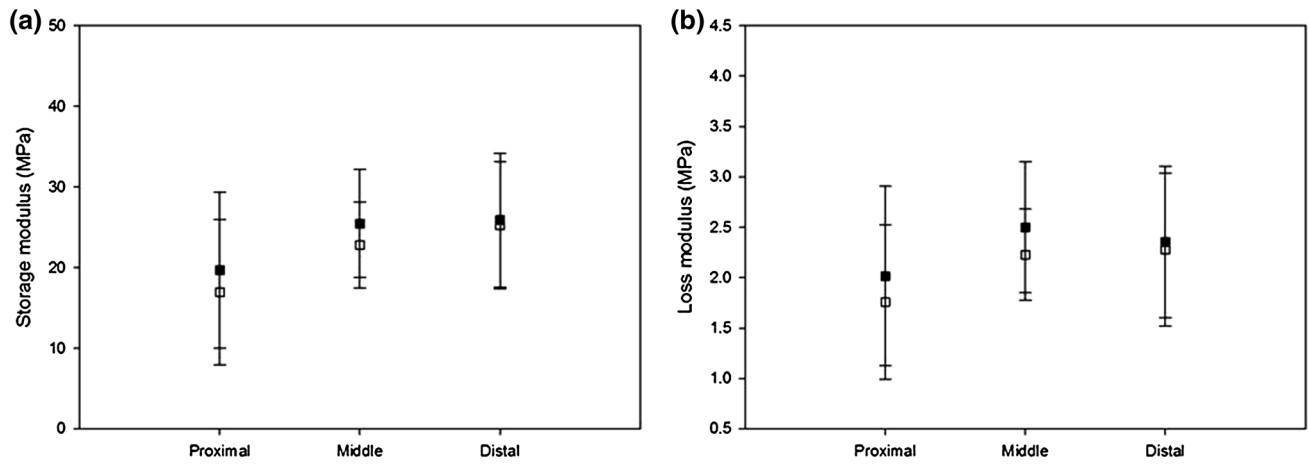 (a)
50
40
30
20
10
0
Storage modulus (MPa)
Proximal Middle Distal
(b)
4.5
4.0
3.5
3.0
2.5
2.0
1.5
1.0
0.5
Loss modulus (MPa)
Proximal Middle Distal